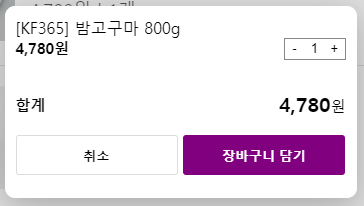 [KF365] 밤고구마 800g
4,780원
- 1 +
합계
4,780원
취소
장바구니 담기